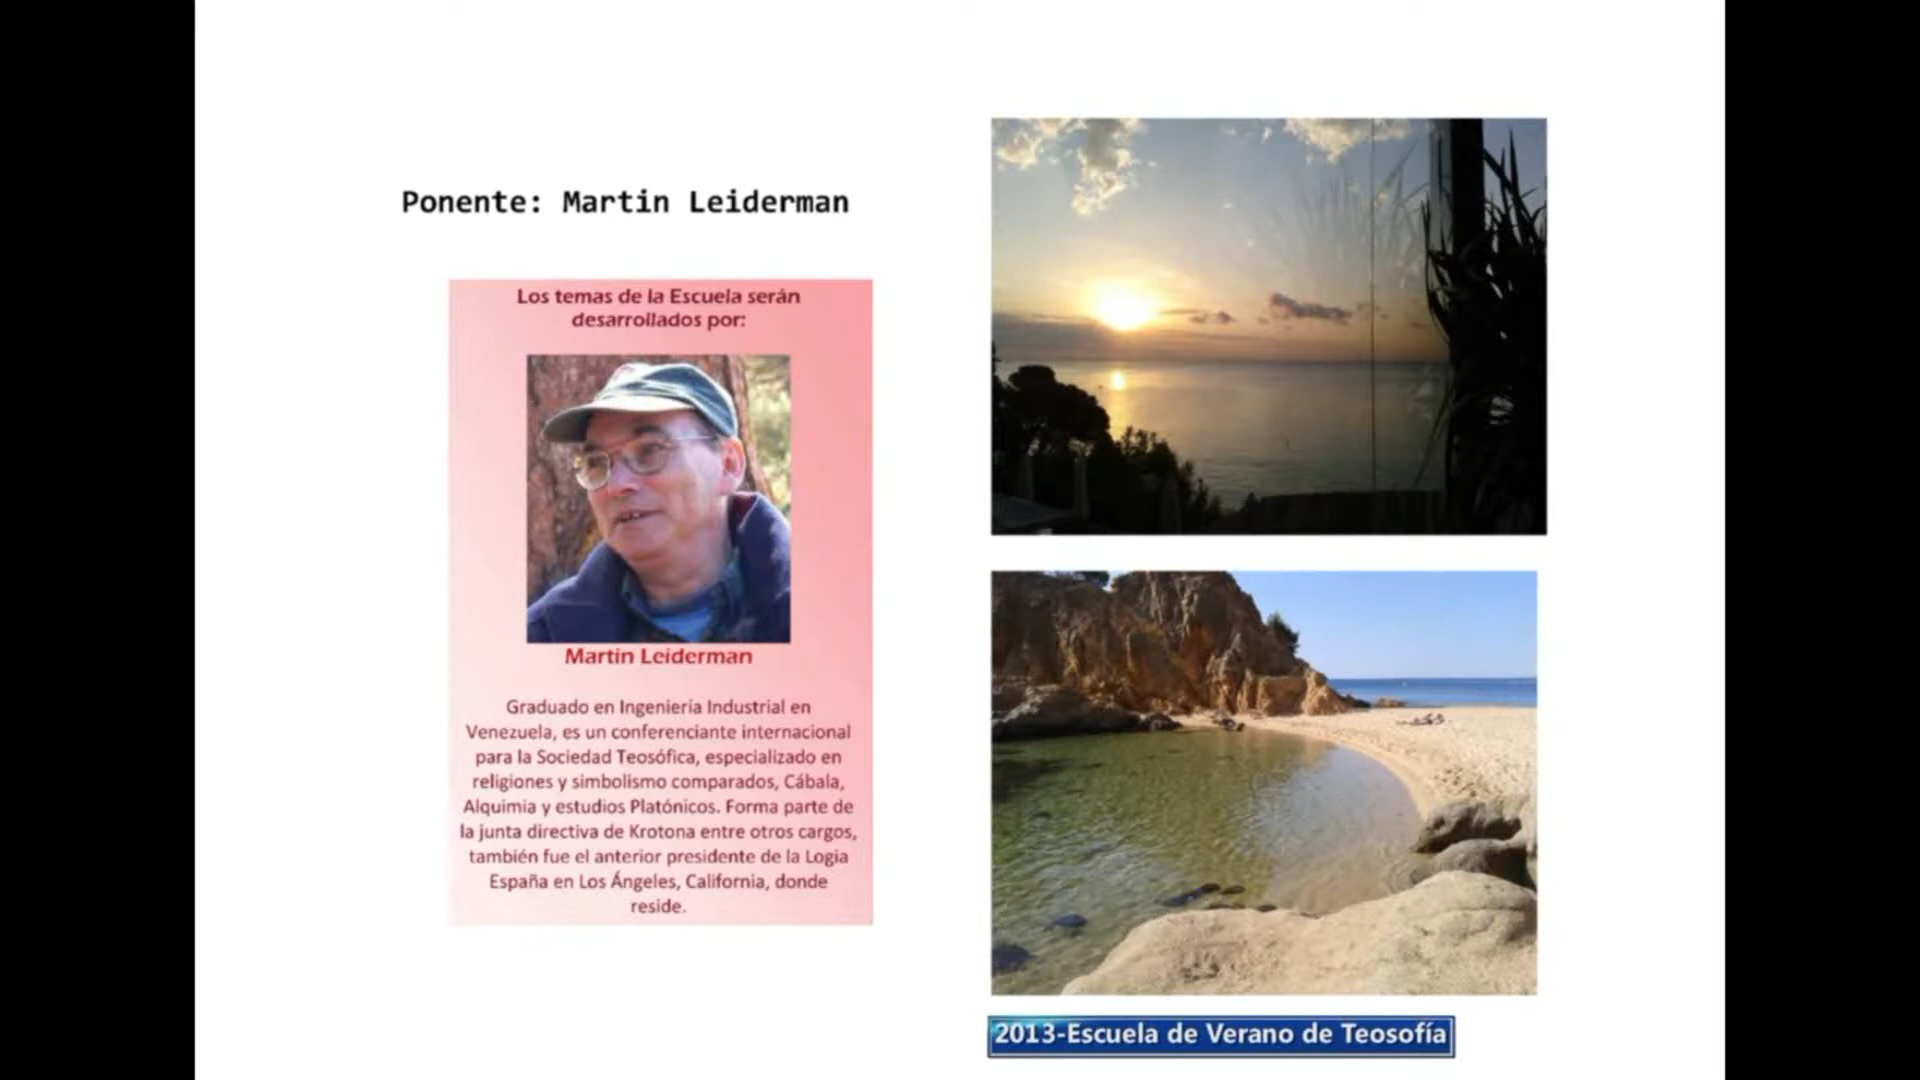 Ponente: Martin Leiderman
Los temas de la Escuela serán
desarrollados por:
Martin Leiderman
Graduado en Ingeniería Industrial en
Venezuela, es un conferenciante internacional
para la Sociedad Teosófica, especializado en
religiones y simbolismo comparados, Cábala,
Alquimia y estudios Platónicos. Forma parte de
la junta directiva de Krotona entre otros cargos,
también fue el anterior presidente de la Logia
España en Los Ángeles, California, donde
reside.
2013-Escuela de Verano de Teosofía